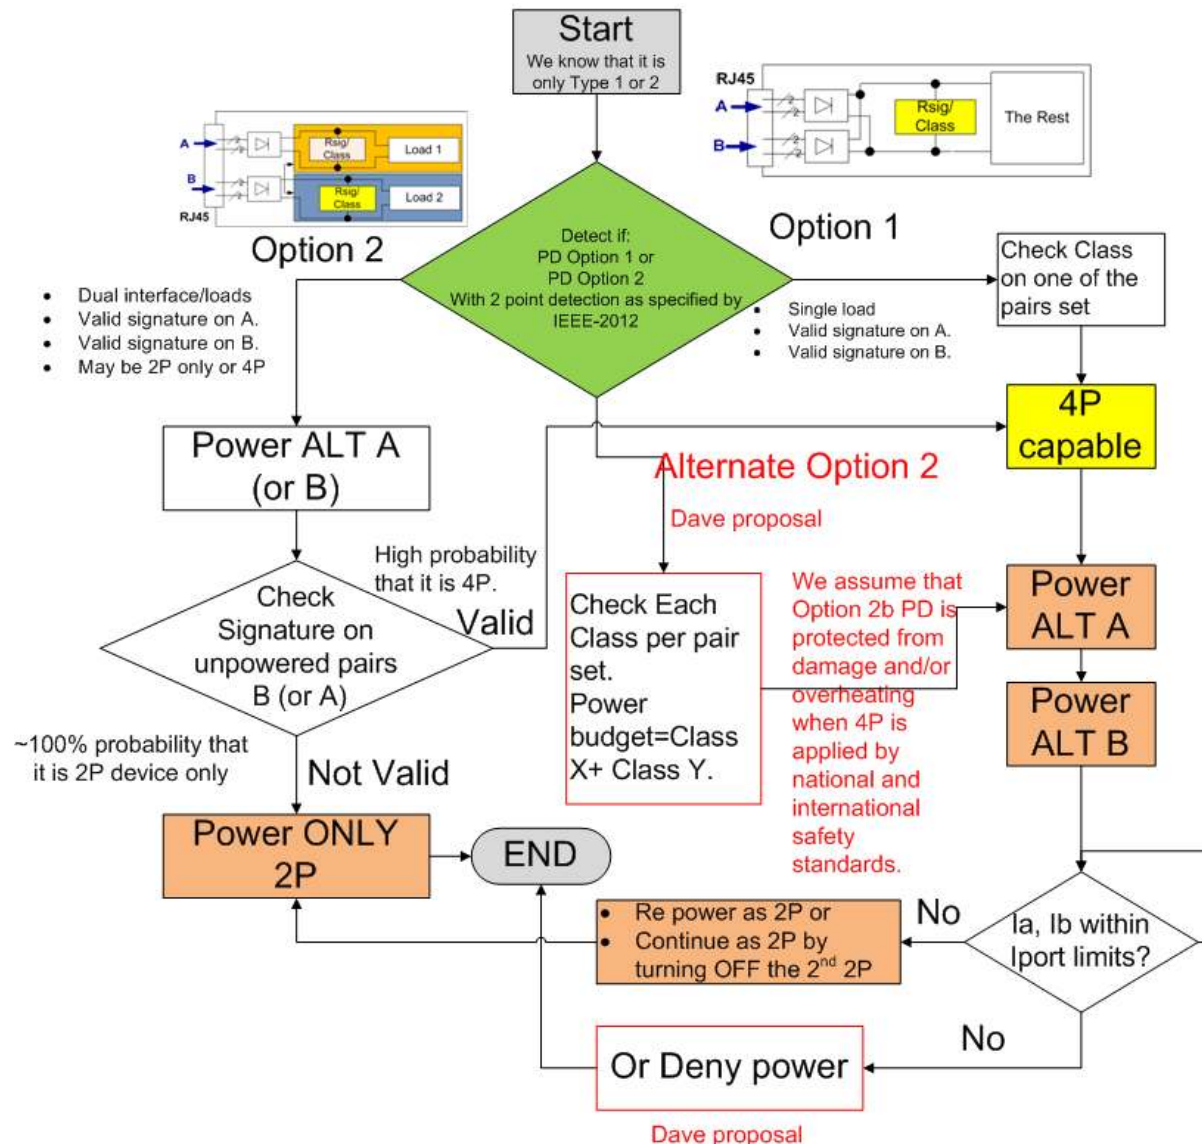 Start
We know that it is
only Type 1 or 2
RJ45
A
2
2
B
2
2
Rsig/
Class
The Rest
A
2
2
B
2
2
RJ45
Rsig/
Class
Load 1
Rsig/
Class
Load 2
Option 2
Option 1
Detect if:
PD Option 1 or
PD Option 2
With 2 point detection as specified by
IEEE-2012
Check Class
on one of the
pairs set
• Dual interface/loads
• Valid signature on A.
• Valid signature on B.
• May be 2P only or 4P
• Single load
• Valid signature on A.
• Valid signature on B.
4P
capable
Power ALT A
(or B)
Alternate Option 2
Dave proposal
High probability
that it is 4P.
Valid
Check
Signature on
unpowered pairs
B (or A)
Check Each
Class per pair
set.
Power
budget=Class
X+ Class Y.
We assume that
Option 2b PD is
protected from
damage and/or
overheating
when 4P is
applied by
national and
international
safety
standards.
Power
ALT A
Power
ALT B
~100% probability that
it is 2P device only
Not Valid
Power ONLY
2P
END
• Re power as 2P or
• Continue as 2P by
turning OFF the 2nd 2P
No
Ia, Ib within
Iport limits?
No
Or Deny power
Dave proposal